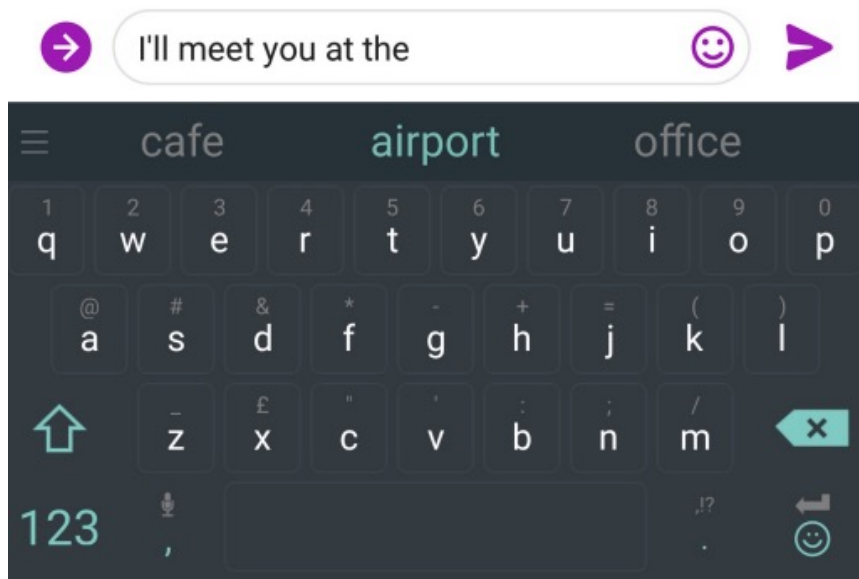 I'll meet you at the
cafe airport office
1 2 3 4 5 6 7 8 9 0
q w e r t y u i o p
@ # & * - + = ( )
a s d f g h j k l
_ £ " ' : ; /
z x c v b n m
123 , ,!? .